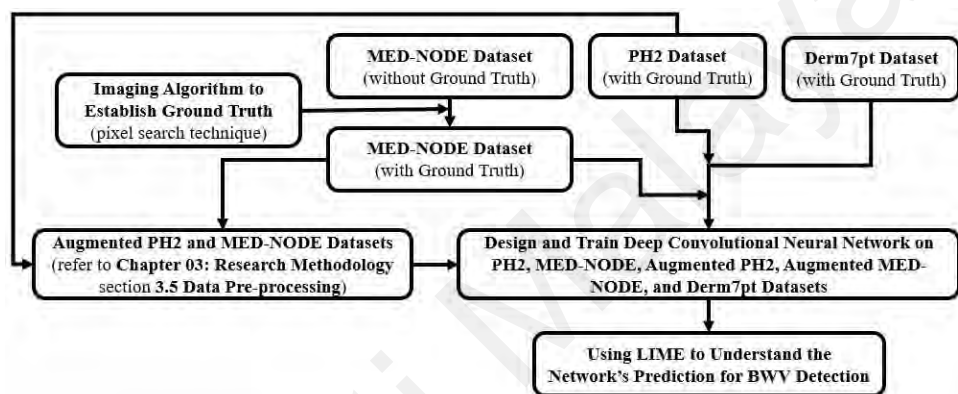 MED-NODE Dataset
(without Ground Truth)
PH2 Dataset
(with Ground Truth)
Derm7pt Dataset
(with Ground Truth)
Imaging Algorithm to
Establish Ground Truth
(pixel search technique)
MED-NODE Dataset
(with Ground Truth)
Augmented PH2 and MED-NODE Datasets
(refer to Chapter 03: Research Methodology
section 3.5 Data Pre-processing)
Design and Train Deep Convolutional Neural Network on
PH2, MED-NODE, Augmented PH2, Augmented MED-
NODE, and Derm7pt Datasets
Using LIME to Understand the
Network's Prediction for BWV Detection